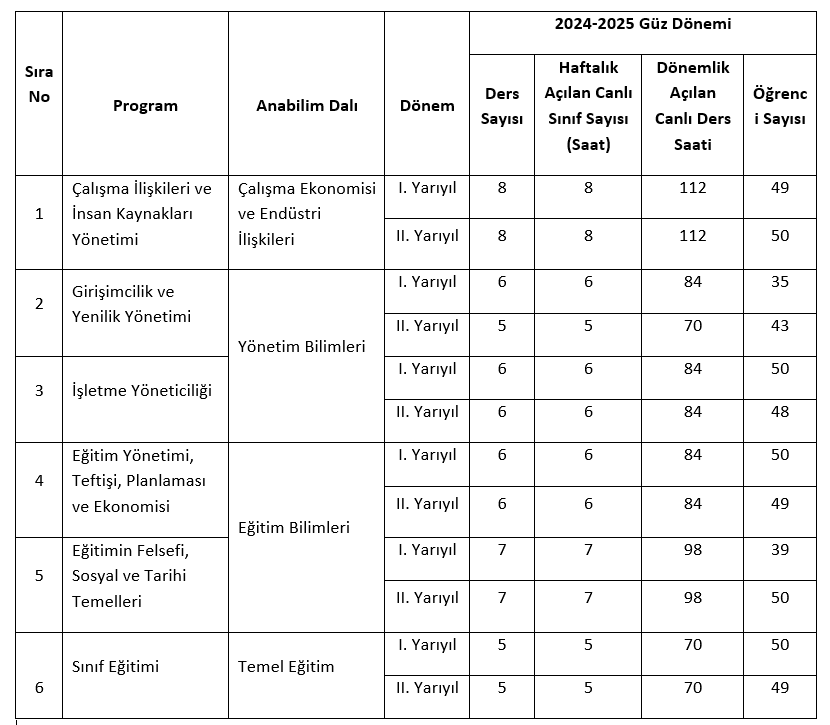 2024-2025 Güz Dönemi
Sıra
No
Program
Anabilim Dalı
Dönem
Ders
Sayısı
Haftalık
Açılan Canlı
Sınıf Sayısı
(Saat)
Dönemlik
Açılan
Canlı Ders
Saati
Öğrenc
i Sayısı
1
Çalışma İlişkileri ve
İnsan Kaynakları
Yönetimi
Çalışma Ekonomisi
ve Endüstri
İlişkileri
I. Yarıyıl 8 8 112 49
II. Yarıyıl 8 8 112 50
2
Girişimcilik ve
Yenilik Yönetimi
Yönetim Bilimleri
I. Yarıyıl 6 6 84 35
II. Yarıyıl 5 5 70 43
3
İşletme Yöneticiliği
I. Yarıyıl 6 6 84 50
II. Yarıyıl 6 6 84 48
4
Eğitim Yönetimi,
Teftişi, Planlaması
ve Ekonomisi
Eğitim Bilimleri
I. Yarıyıl 6 6 84 50
II. Yarıyıl 6 6 84 49
5
Eğitimin Felsefi,
Sosyal ve Tarihi
Temelleri
I. Yarıyıl 7 7 98 39
II. Yarıyıl 7 7 98 50
6
Sınıf Eğitimi
Temel Eğitim
I. Yarıyıl 5 5 70 50
II. Yarıyıl 5 5 70 49